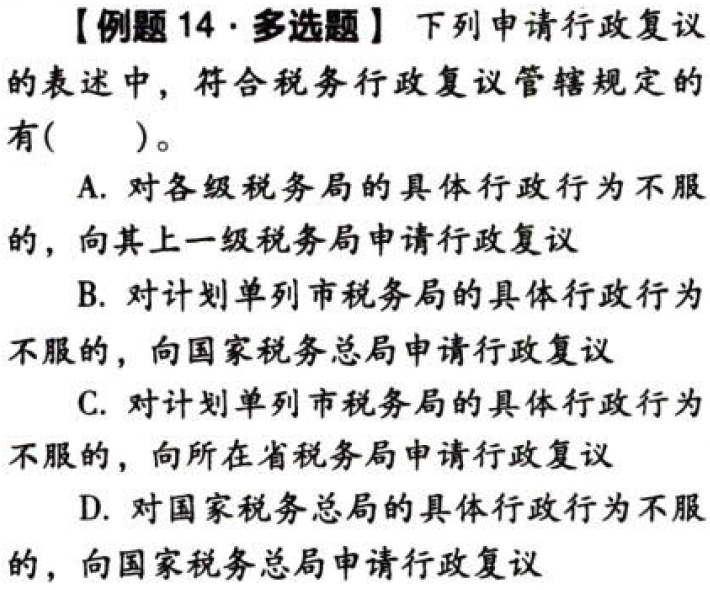 【例题 14·多选题】 下列申请行政复议
的表述中，符合税务行政复议管辖规定的
有(　　)。
A. 对各级税务局的具体行政行为不服
的，向其上一级税务局申请行政复议
B. 对计划单列市税务局的具体行政行为
不服的，向国家税务总局申请行政复议
C. 对计划单列市税务局的具体行政行为
不服的，向所在省税务局申请行政复议
D. 对国家税务总局的具体行政行为不服
的，向国家税务总局申请行政复议